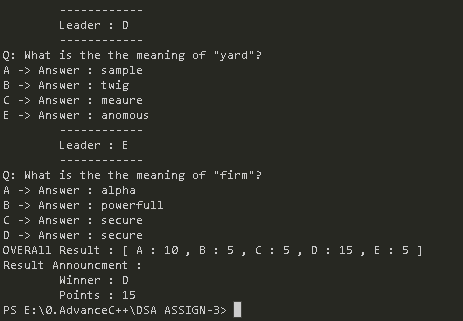 ------------
Leader : D
------------
Q: What is the the meaning of "yard"?
A -> Answer : sample
B -> Answer : twig
C -> Answer : meaure
E -> Answer : anomous
------------
Leader : E
------------
Q: What is the the meaning of "firm"?
A -> Answer : alpha
B -> Answer : powerfull
C -> Answer : secure
D -> Answer : secure
OVERAll Result : [ A : 10 , B : 5 , C : 5 , D : 15 , E : 5 ]
Result Announcment :
Winner : D
Points : 15
PS E:\0.AdvanceC++\DSA ASSIGN-3>